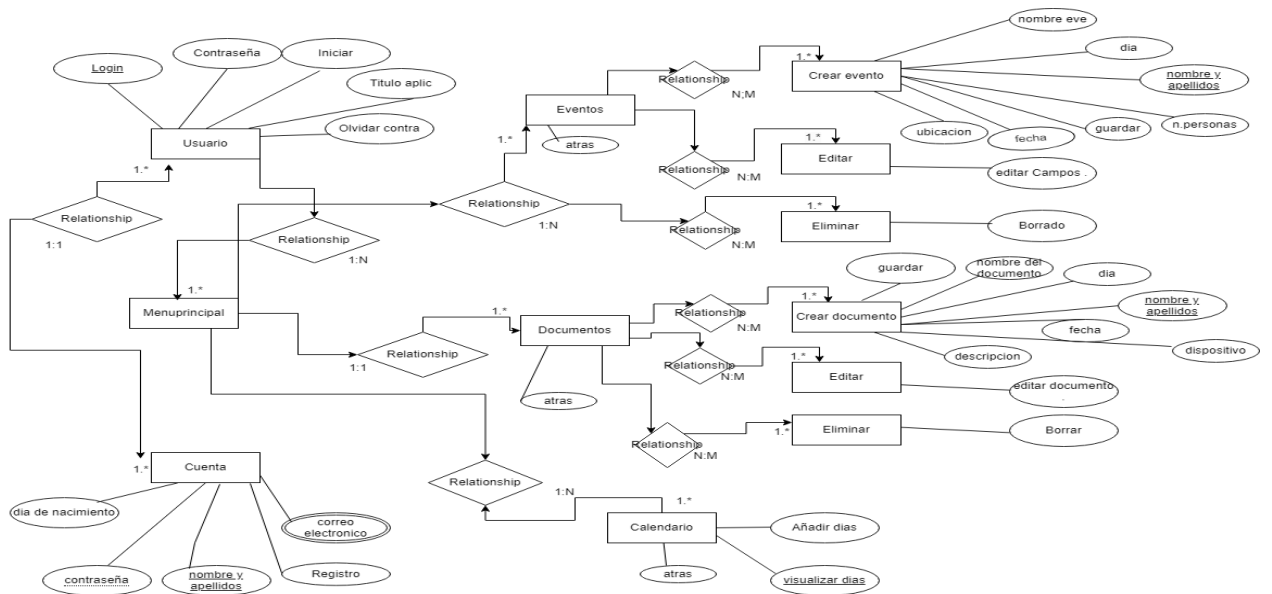 nombre eve
Contraseña
Iniciar
dia
Login
1.*
Relationship
Crear evento
nombre y
apellidos
Titulo aplic
N;M
Eventos
n.personas
Olvidar contra
ubicacion
fecha
guardar
Usuario
1.*
atras
1.*
Editar
1.*
Relationship
N:M
editar Campos .
Relationship
1:1
Relationship
1:N
1.*
Eliminar
Borrado
Relationship
N:M
Relationship
1:N
guardar
nombre del
documento
dia
1.*
1.*
nombre y
apellidos
Menuprincipal
1.*
Relationship
N:M
Crear documento
Documentos
fecha
Relationship
1:1
1.*
descripcion
dispositivo
Relationship
N:M
Editar
editar documento
.
atras
1.*
Eliminar
Borrar
Relationship
N:M
1.*
Cuenta
Relationship
1:N
1.*
dia de nacimiento
correo
electronico
Calendario
Añadir dias
contraseña
nombre y
apellidos
Registro
atras
visualizar dias